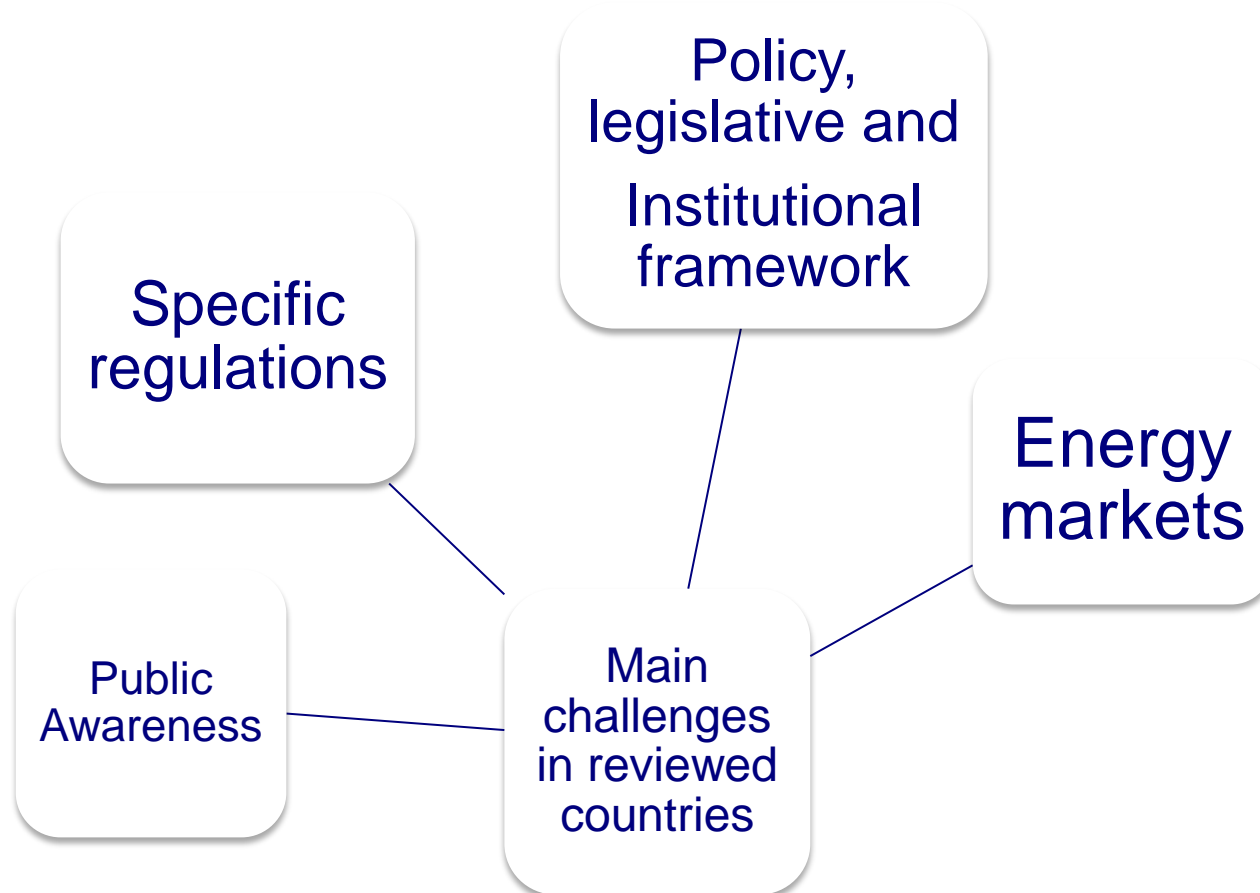 Policy,
legislative and
Institutional
framework
Specific
regulations
Energy
markets
Public
Awareness
Main
challenges
in reviewed
countries